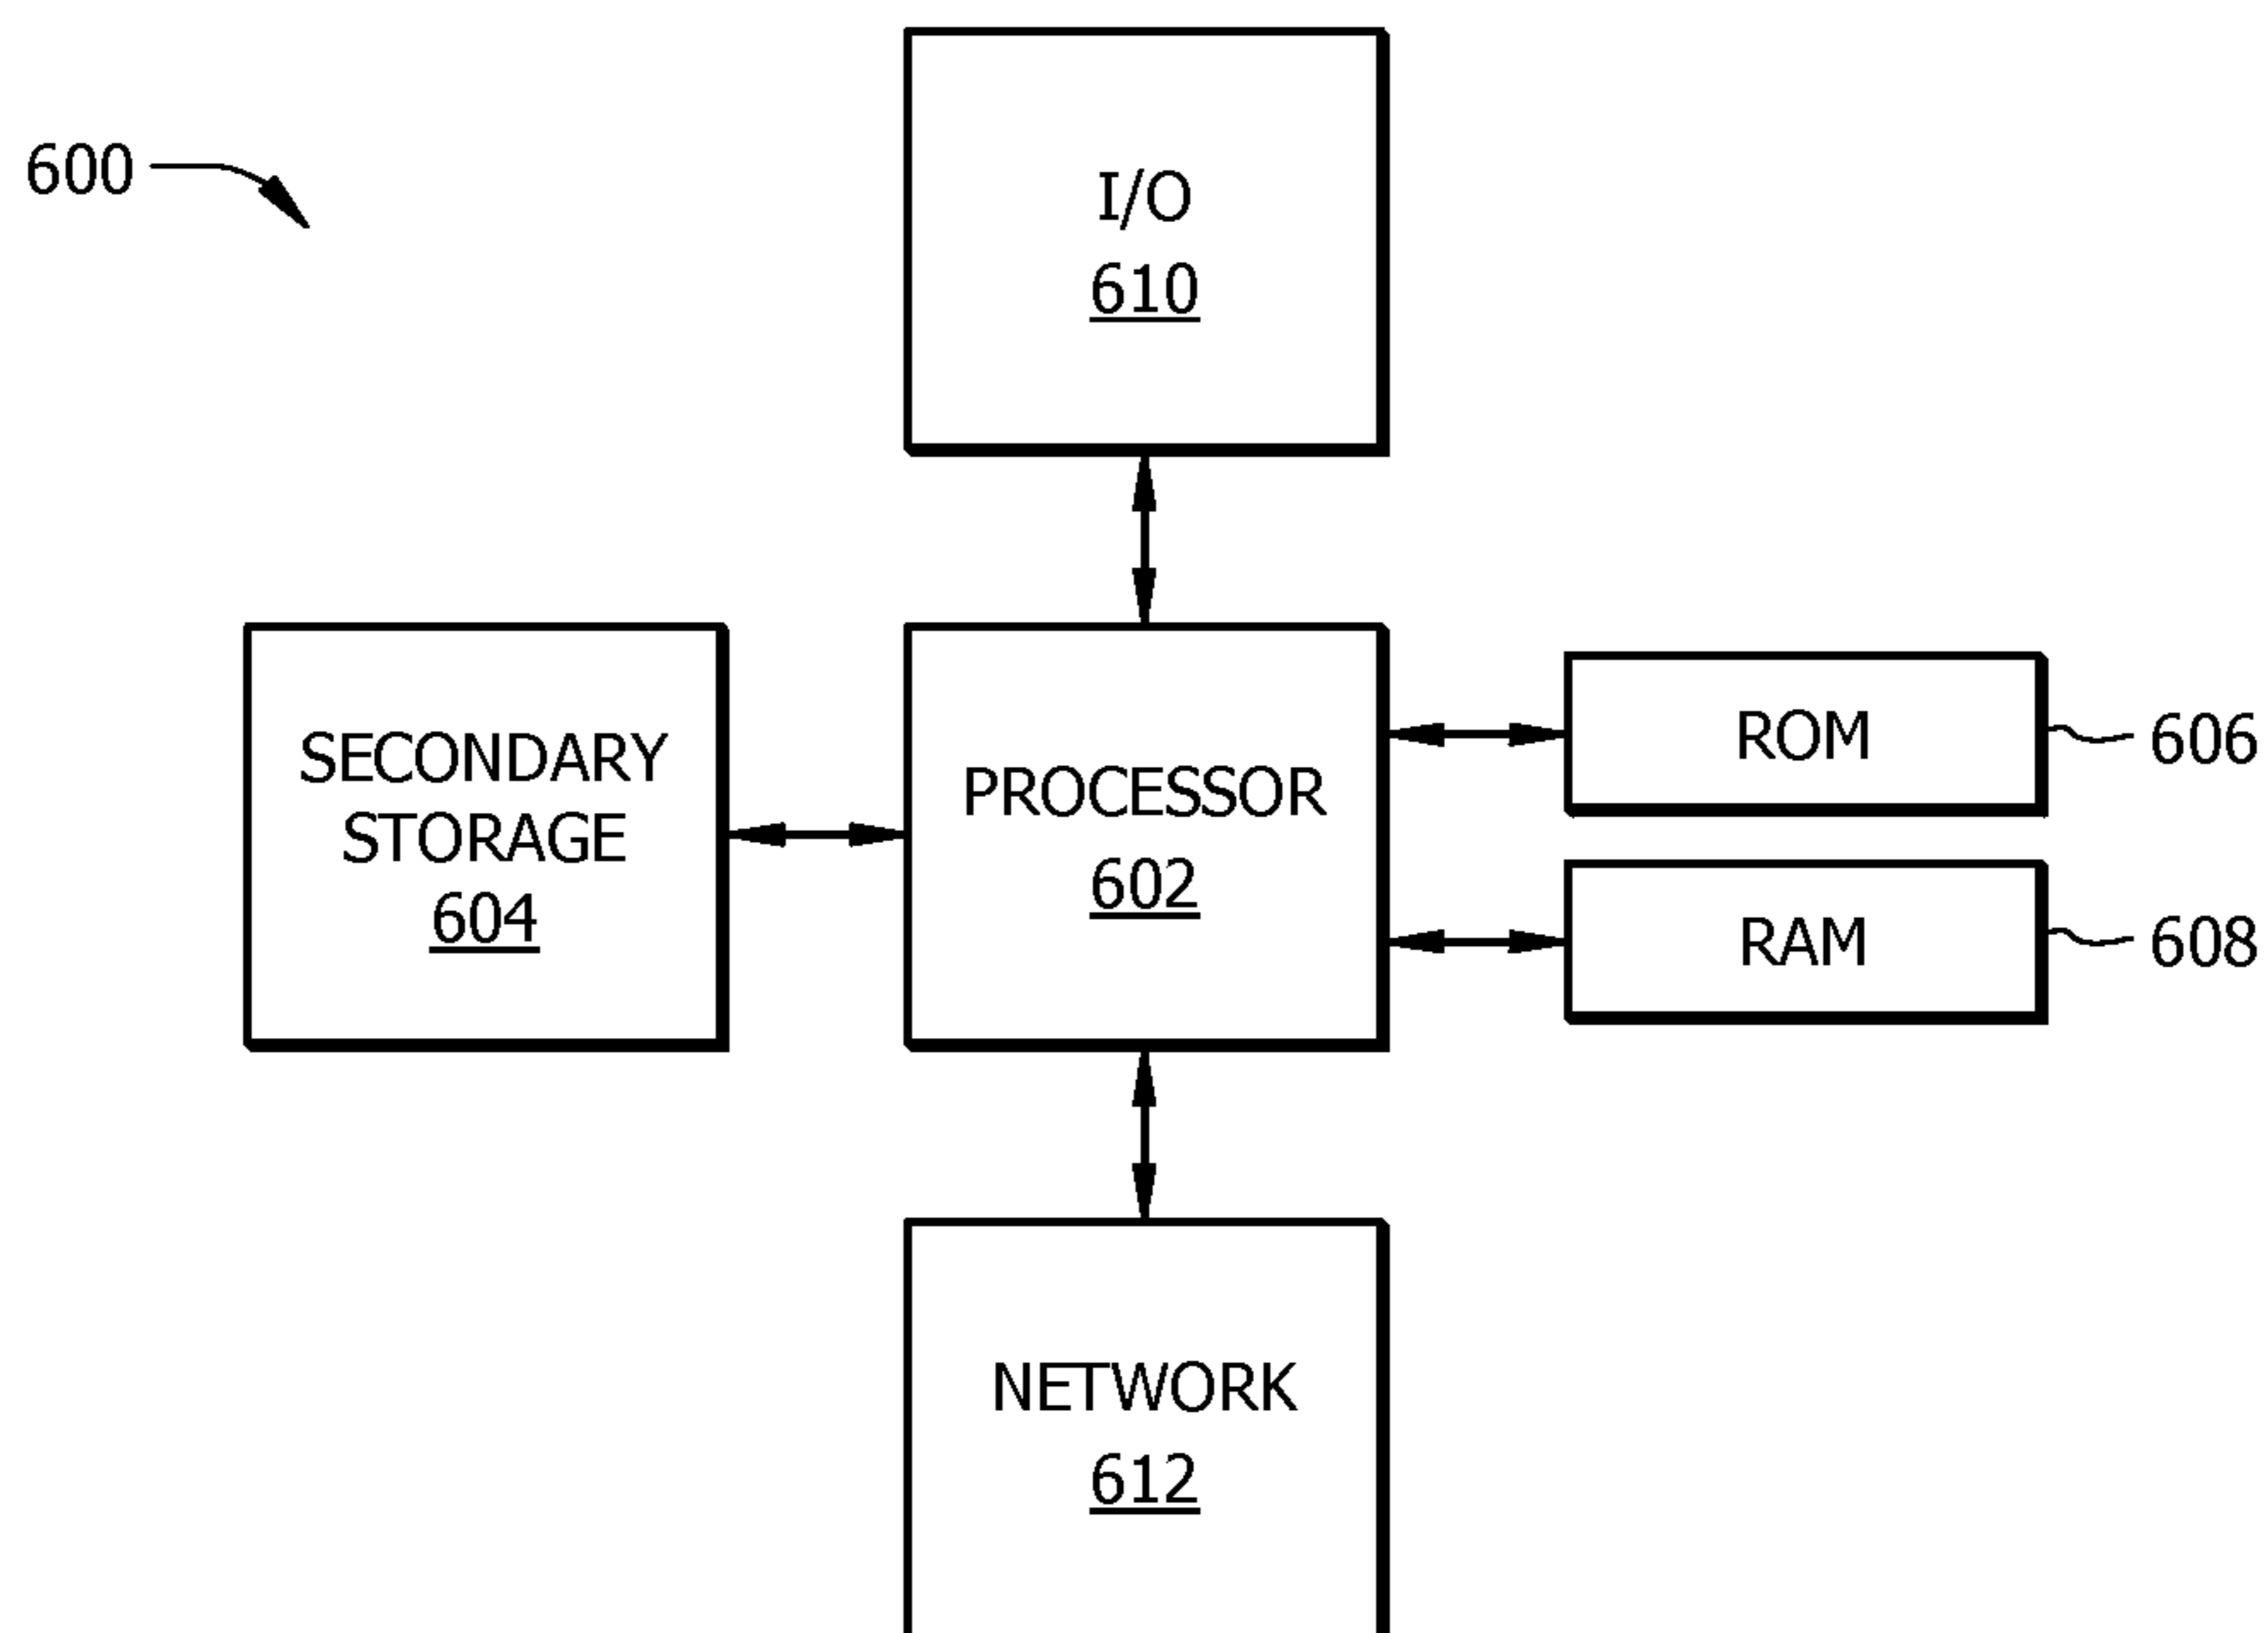 600
I/O
610
SECONDARY
STORAGE
604
PROCESSOR
602
ROM
606
RAM
608
NETWORK
612